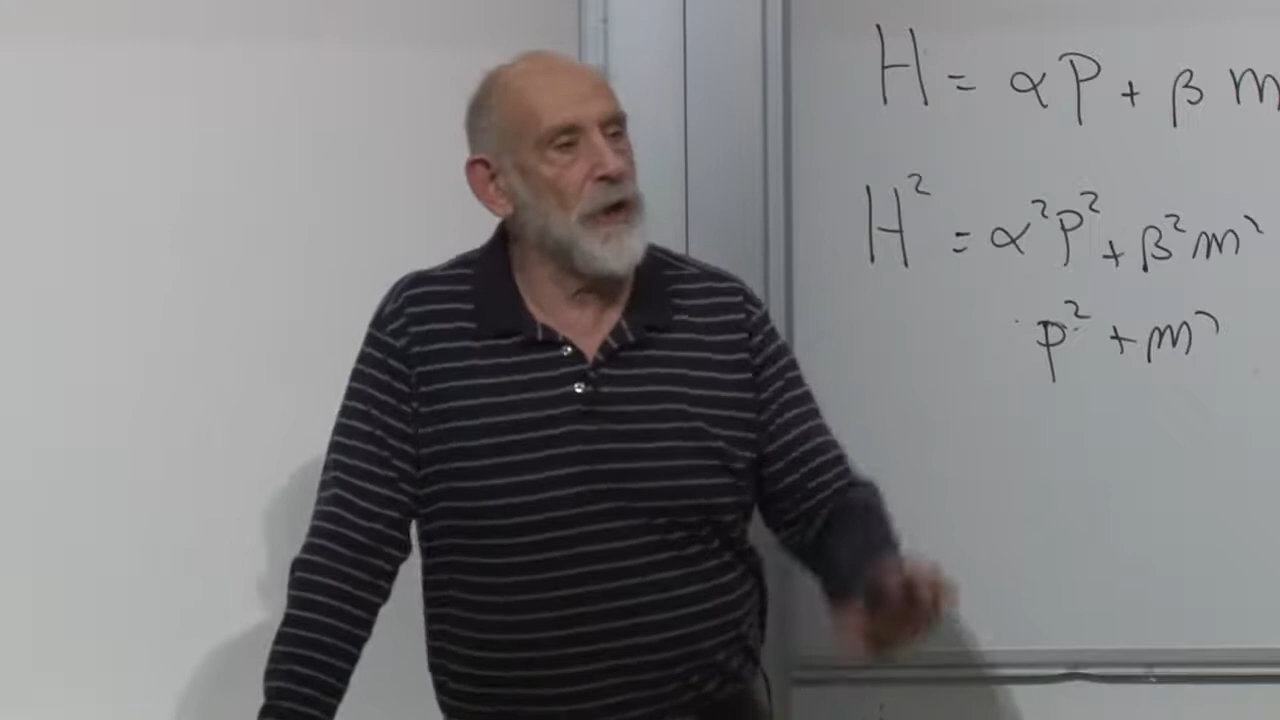 H = αP + β m
H² = α²P² + β²m²
P² + m²